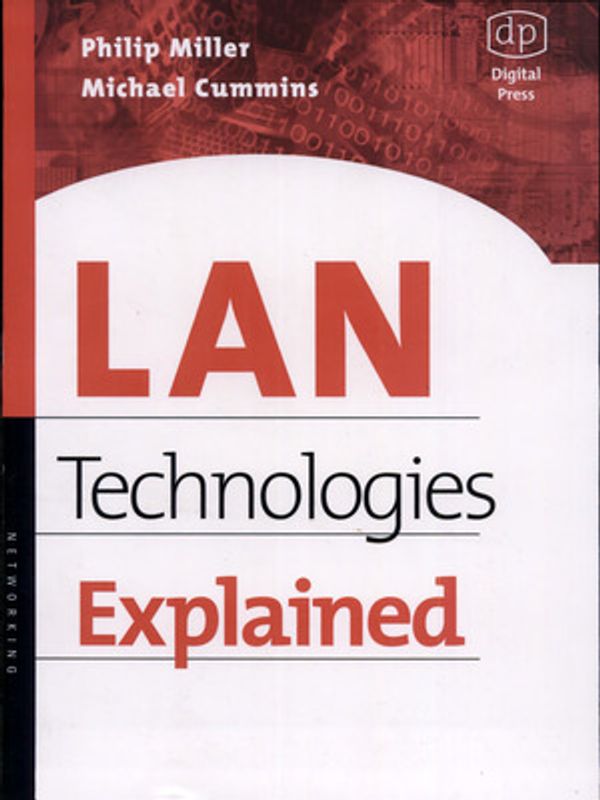 Philip Miller
Michael Cummins
dp
Digital
Press
LAN
Technologies
Explained
NETWORKING